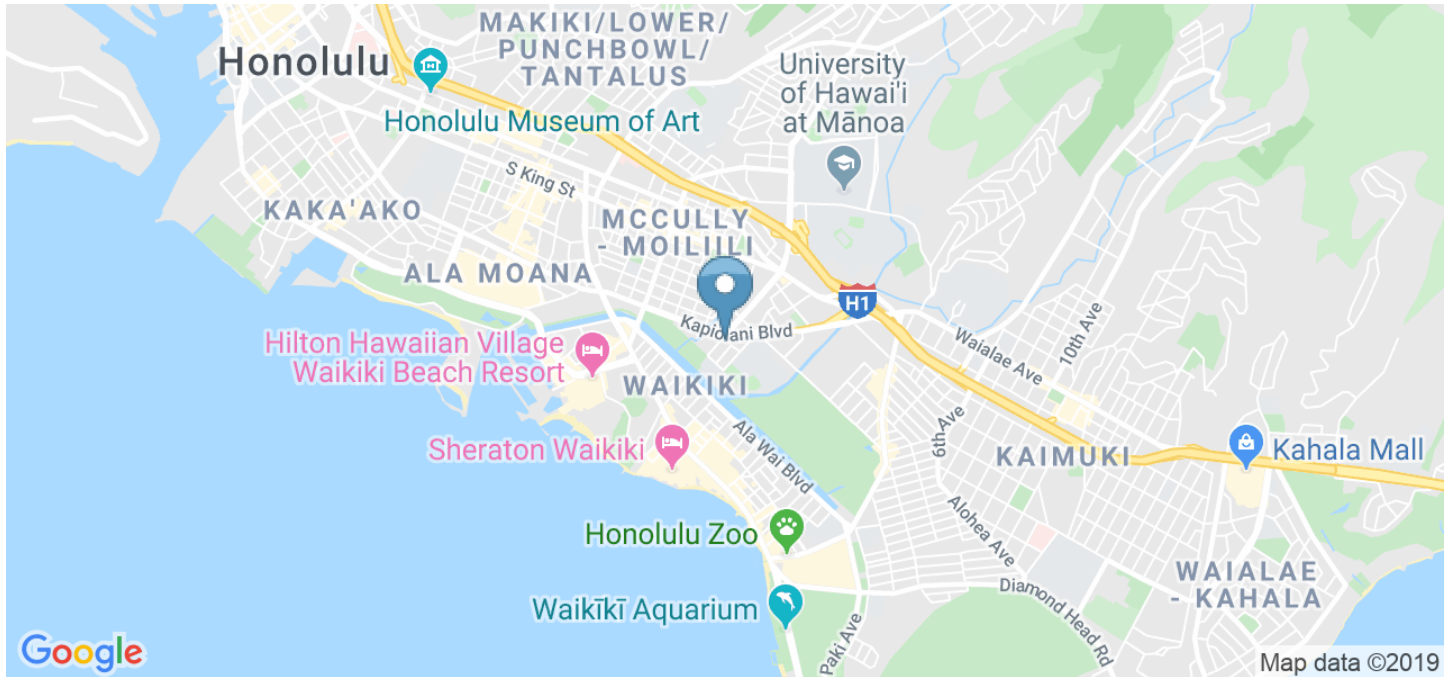 MAKIKI/LOWER/
PUNCHBOWL/
TANTALUS
Honolulu
Honolulu Museum of Art
University
of Hawai'i
at Mānoa
S King St
KAKA'AKO
MCCULLY
- MOILIILI
ALA MOANA
H1
Kapiolani Blvd
Hilton Hawaiian Village
Waikiki Beach Resort
WAIKIKI
Waialae Ave
10th Ave
6th Ave
Sheraton Waikiki
Ala Wai Blvd
KAIMUKI
Kahala Mall
Honolulu Zoo
Alohea Ave
WAIALAE
- KAHALA
Waikīkī Aquarium
Diamond Head Rd
Paki Ave
Google
Map data ©2019